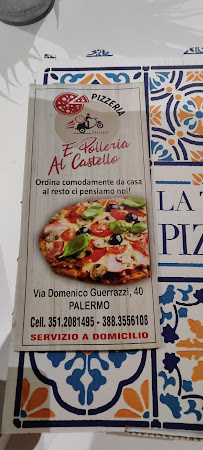 PIZZERIA
E Polleria
Al Castello
Ordina comodamente da casa
al resto ci pensiamo noi!
Via Domenico Guerrazzi, 40
PALERMO
Cell. 351.2081495 - 388.3556108
SERVIZIO A DOMICILIO
LA
PIZ